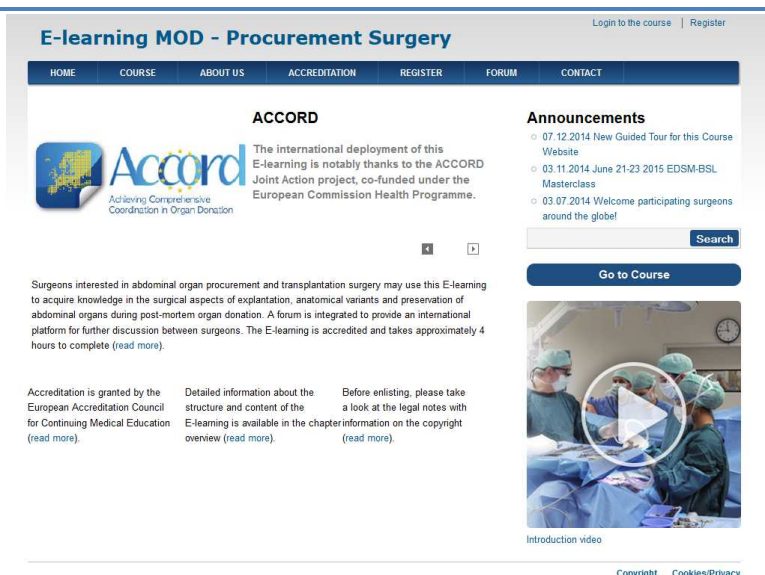 Login to the course | Register
E-learning MOD - Procurement Surgery
HOME COURSE ABOUT US ACCREDITATION REGISTER FORUM CONTACT
ACCORD
The international deployment of this
E-learning is notably thanks to the ACCORD
Joint Action project, co-funded under the
European Commission Health Programme.
Accord
Achieving Comprehensive
Coordination in Organ Donation
Announcements
07.12.2014 New Guided Tour for this Course
Website
03.11.2014 June 21-23 2015 EDSM-BSL
Masterclass
03.07.2014 Welcome participating surgeons
around the globe!
Search
Go to Course
Surgeons interested in abdominal organ procurement and transplantation surgery may use this E-learning
to acquire knowledge in the surgical aspects of explantation, anatomical variants and preservation of
abdominal organs during post-mortem organ donation. A forum is integrated to provide an international
platform for further discussion between surgeons. The E-learning is accredited and takes approximately 4
hours to complete (read more).
Accreditation is granted by the
European Accreditation Council
for Continuing Medical Education
(read more).
Detailed information about the
structure and content of the
E-learning is available in the chapter
overview (read more).
Before enlisting, please take
a look at the legal notes with
information on the copyright
(read more).
Introduction video
Copyright Cookies/Privacy